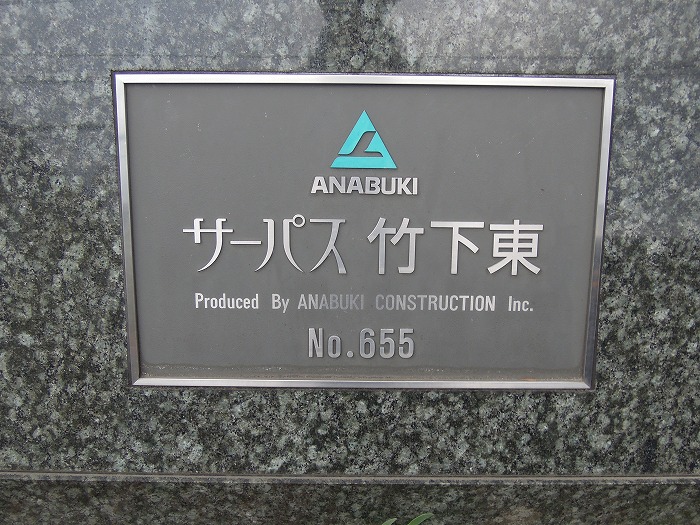 ANABUKI
サーパス 竹下東
Produced By ANABUKI CONSTRUCTION Inc.
No.655